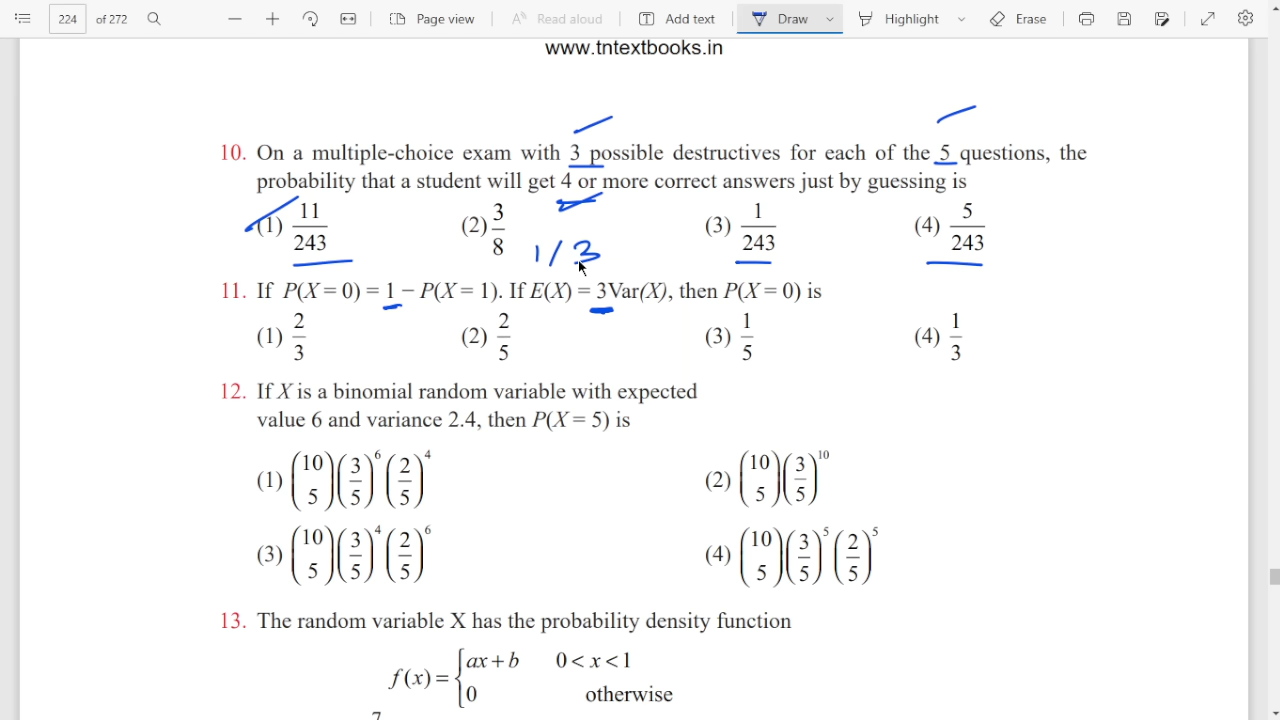 224 of 272 Page view Read aloud Add text Draw Highlight Erase
www.tntextbooks.in
10. On a multiple-choice exam with 3 possible destructives for each of the 5 questions, the
probability that a student will get 4 or more correct answers just by guessing is
(1) 11/243 (2) 3/8 (3) 1/243 (4) 5/243
1/3
11. If P(X = 0) = 1 − P(X = 1). If E(X) = 3Var(X), then P(X = 0) is
(1) 2/3 (2) 2/5 (3) 1/5 (4) 1/3
12. If X is a binomial random variable with expected
value 6 and variance 2.4, then P(X = 5) is
(1) (10 5)(3/5)^6(2/5)^4 (2) (10 5)(3/5)^10
(3) (10 5)(3/5)^4(2/5)^6 (4) (10 5)(3/5)^5(2/5)^5
13. The random variable X has the probability density function
f(x) = { ax + b 0 < x < 1
0 otherwise
7